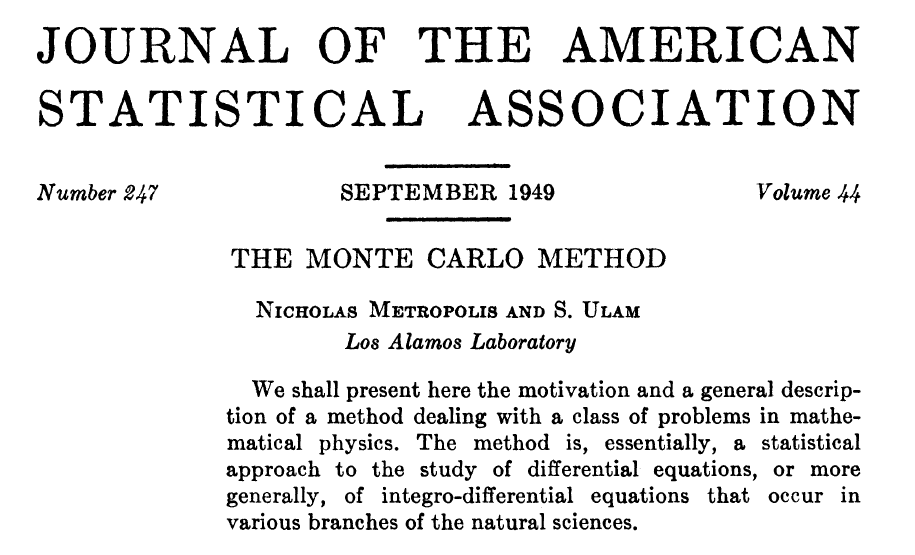 JOURNAL OF THE AMERICAN
STATISTICAL ASSOCIATION
Number 247 SEPTEMBER 1949 Volume 44
THE MONTE CARLO METHOD
NICHOLAS METROPOLIS AND S. ULAM
Los Alamos Laboratory
We shall present here the motivation and a general descrip-
tion of a method dealing with a class of problems in mathe-
matical physics. The method is, essentially, a statistical
approach to the study of differential equations, or more
generally, of integro-differential equations that occur in
various branches of the natural sciences.